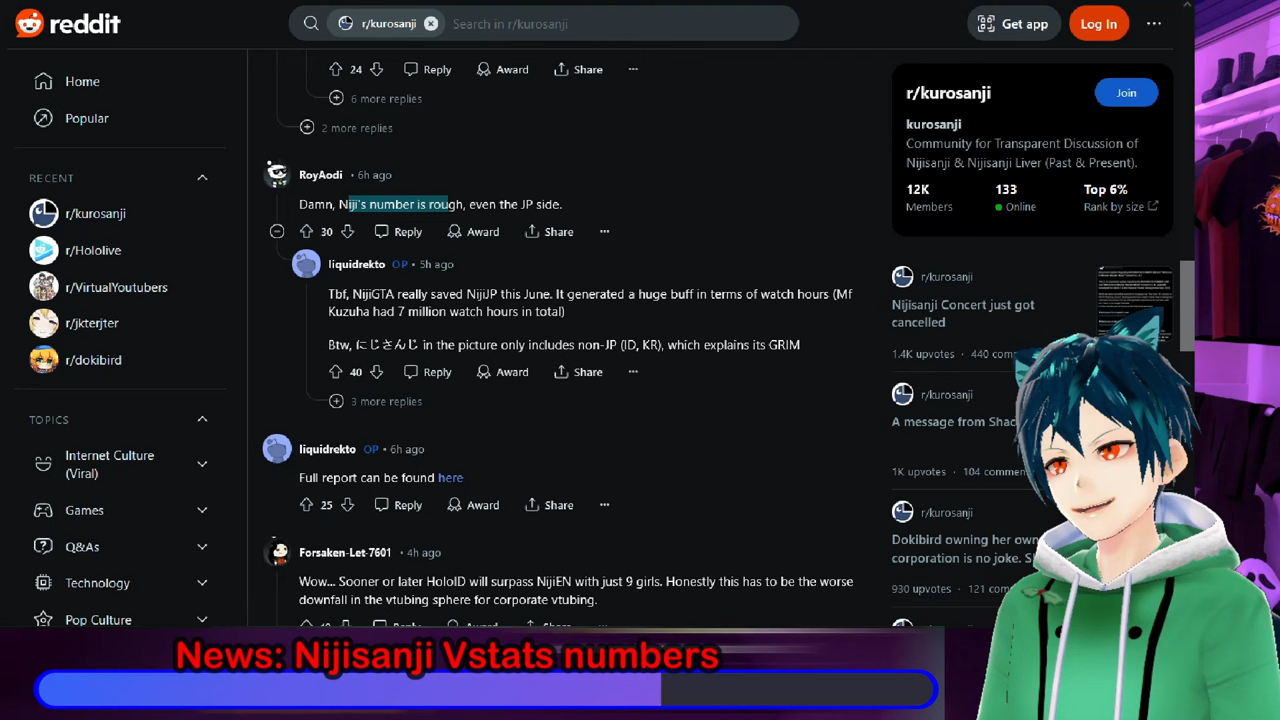 reddit
r/kurosanji
Search in r/kurosanji
Get app
Log In
Home
Popular
RECENT
r/kurosanji
r/Hololive
r/VirtualYoutubers
r/jkterjter
r/dokibird
TOPICS
Internet Culture
(Viral)
Games
Q&As
Technology
Pop Culture
24
Reply
Award
Share
6 more replies
2 more replies
RoyAodi • 6h ago
Damn, Niji's number is rough, even the JP side.
30
Reply
Award
Share
liquidrekto OP • 5h ago
Tbf, NijiGTA really saved NijiJP this June. It generated a huge buff in terms of watch hours (Mf
Kuzuha had 7 million watch hours in total)
Btw, にじさんじ in the picture only includes non-JP (ID, KR), which explains its GRIM
40
Reply
Award
Share
3 more replies
liquidrekto OP • 6h ago
Full report can be found here
25
Reply
Award
Share
Forsaken-Let-7601 • 4h ago
Wow... Sooner or later HoloID will surpass NijiEN with just 9 girls. Honestly this has to be the worse
downfall in the vtubing sphere for corporate vtubing.
r/kurosanji
Join
kurosanji
Community for Transparent Discussion of
Nijisanji & Nijisanji Liver (Past & Present).
12K
Members
133
Online
Top 6%
Rank by size
r/kurosanji
Nijisanji Concert just got
cancelled
1.4K upvotes • 440 com
r/kurosanji
A message from Shac
1K upvotes • 104 commen
r/kurosanji
Dokibird owning her own
corporation is no joke. S
930 upvotes • 121 com
News: Nijisanji Vstats numbers